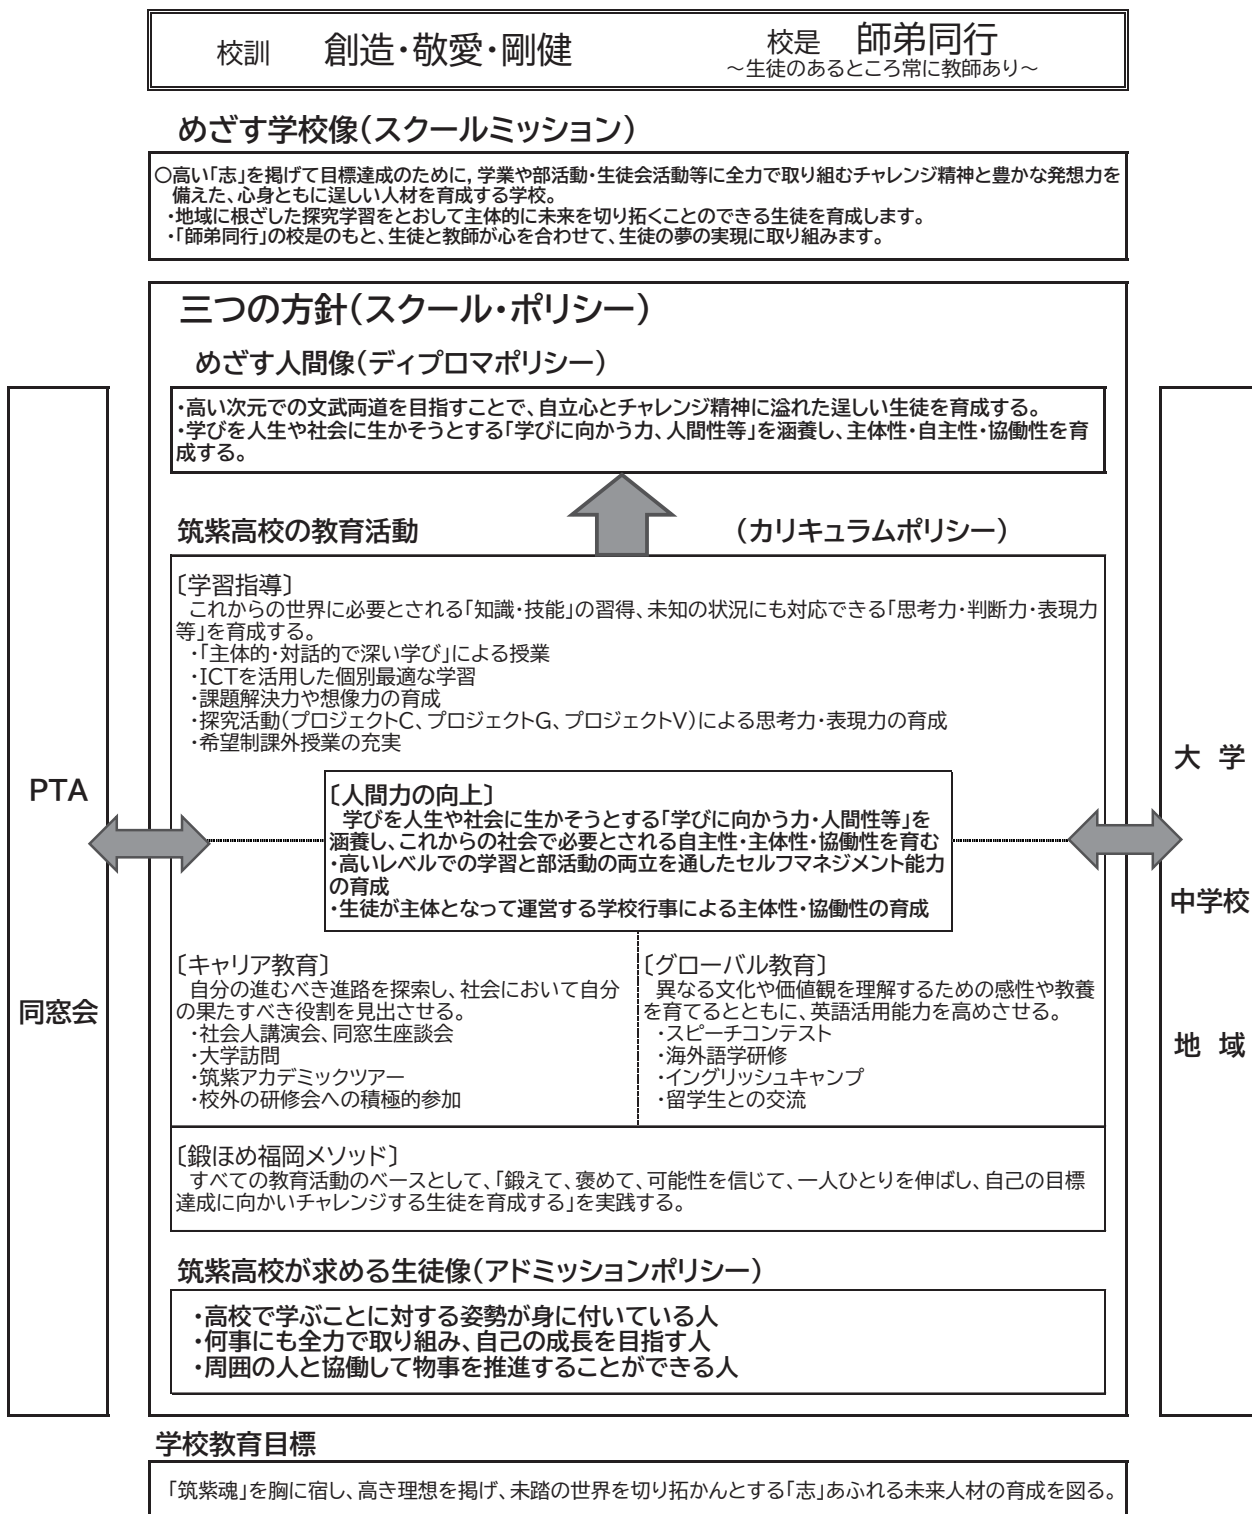 校訓 創造・敬愛・剛健
校是 師弟同行
～生徒のあるところ常に教師あり～
めざす学校像(スクールミッション)
○高い「志」を掲げて目標達成のために,学業や部活動・生徒会活動等に全力で取り組むチャレンジ精神と豊かな発想力を
備えた、心身ともに逞しい人材を育成する学校。
・地域に根ざした探究学習をとおして主体的に未来を切り拓くことのできる生徒を育成します。
・「師弟同行」の校是のもと、生徒と教師が心を合わせて、生徒の夢の実現に取り組みます。
三つの方針(スクール・ポリシー)
めざす人間像(ディプロマポリシー)
・高い次元での文武両道を目指すことで、自立心とチャレンジ精神に溢れた逞しい生徒を育成する。
・学びを人生や社会に生かそうとする「学びに向かう力、人間性等」を涵養し、主体性・自主性・協働性を育
成する。
筑紫高校の教育活動 (カリキュラムポリシー)
〔学習指導〕
これからの世界に必要とされる「知識・技能」の習得、未知の状況にも対応できる「思考力・判断力・表現力
等」を育成する。
・「主体的・対話的で深い学び」による授業
・ICTを活用した個別最適な学習
・課題解決力や想像力の育成
・探究活動(プロジェクトC、プロジェクトG、プロジェクトV)による思考力・表現力の育成
・希望制課外授業の充実
〔人間力の向上〕
学びを人生や社会に生かそうとする「学びに向かう力・人間性等」を
涵養し、これからの社会で必要とされる自主性・主体性・協働性を育む
・高いレベルでの学習と部活動の両立を通したセルフマネジメント能力
の育成
・生徒が主体となって運営する学校行事による主体性・協働性の育成
〔キャリア教育〕
自分の進むべき進路を探索し、社会において自分
の果たすべき役割を見出させる。
・社会人講演会、同窓生座談会
・大学訪問
・筑紫アカデミックツアー
・校外の研修会への積極的参加
〔グローバル教育〕
異なる文化や価値観を理解するための感性や教養
を育てるとともに、英語活用能力を高めさせる。
・スピーチコンテスト
・海外語学研修
・イングリッシュキャンプ
・留学生との交流
〔鍛ほめ福岡メソッド〕
すべての教育活動のベースとして、「鍛えて、褒めて、可能性を信じて、一人ひとりを伸ばし、自己の目標
達成に向かいチャレンジする生徒を育成する」を実践する。
筑紫高校が求める生徒像(アドミッションポリシー)
・高校で学ぶことに対する姿勢が身に付いている人
・何事にも全力で取り組み、自己の成長を目指す人
・周囲の人と協働して物事を推進することができる人
PTA
同窓会
大 学
中学校
地 域
学校教育目標
「筑紫魂」を胸に宿し、高き理想を掲げ、未踏の世界を切り拓かんとする「志」あふれる未来人材の育成を図る。